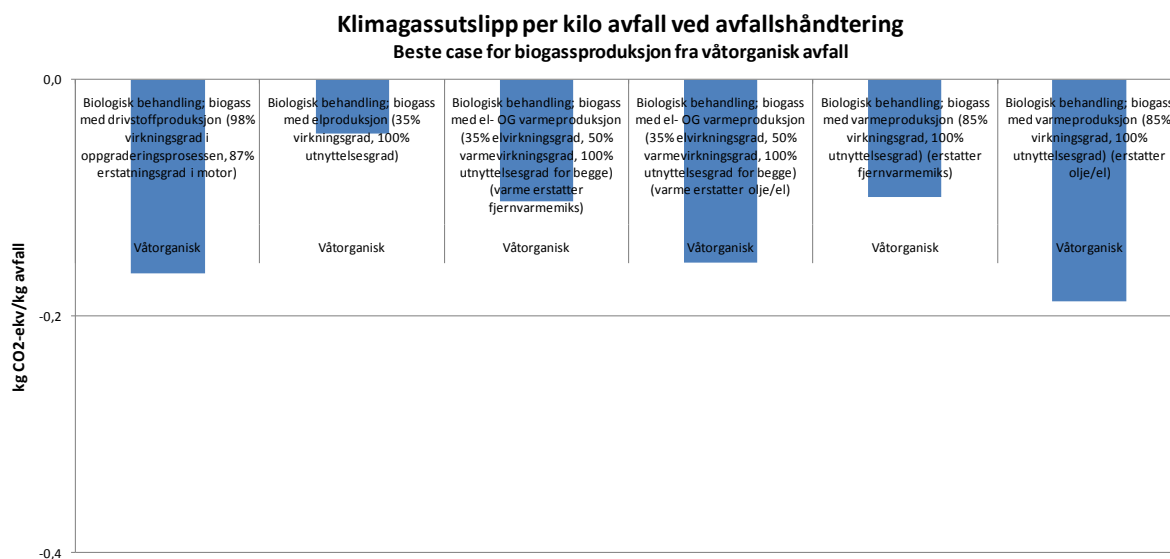 Klimagassutslipp per kilo avfall ved avfallshåndtering
Beste case for biogassproduksjon fra våtorganisk avfall
kg CO2-ekv/kg avfall
0,0
-0,2
-0,4
Biologisk behandling; biogass
med drivstoffproduksjon (98%
virkningsgrad i
oppgraderingsprosessen, 87%
erstatningsgrad i motor)
Våtorganisk
Biologisk behandling; biogass
med elproduksjon (35%
virkningsgrad, 100%
utnyttelsesgrad)
Våtorganisk
Biologisk behandling; biogass
med el- OG varmeproduksjon
(35% elvirkningsgrad, 50%
varmevirkningsgrad, 100%
utnyttelsesgrad for begge)
(varme erstatter
fjernvarmemiks)
Våtorganisk
Biologisk behandling; biogass
med el- OG varmeproduksjon
(35% elvirkningsgrad, 50%
varmevirkningsgrad, 100%
utnyttelsesgrad for begge)
(varme erstatter olje/el)
Våtorganisk
Biologisk behandling; biogass
med varmeproduksjon (85%
virkningsgrad, 100%
utnyttelsesgrad) (erstatter
fjernvarmemiks)
Våtorganisk
Biologisk behandling; biogass
med varmeproduksjon (85%
virkningsgrad, 100%
utnyttelsesgrad) (erstatter
olje/el)
Våtorganisk